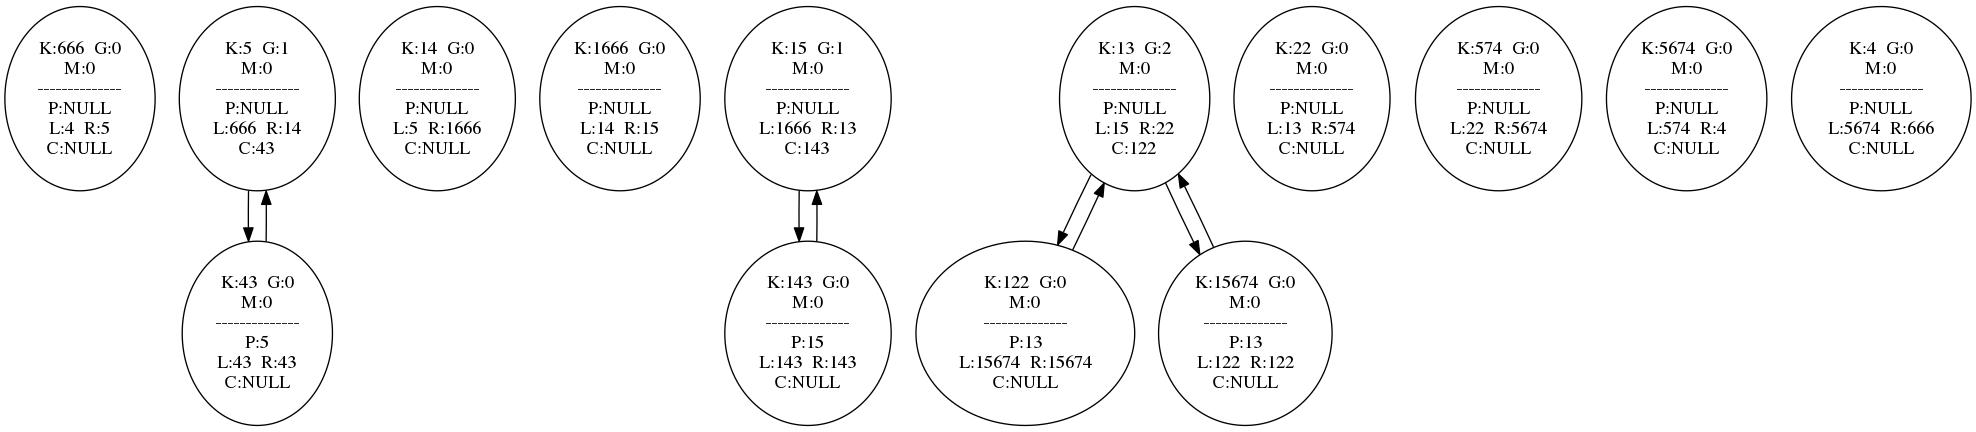 K:666 G:0
M:0
--------------
P:NULL
L:4 R:5
C:NULL
K:5 G:1
M:0
--------------
P:NULL
L:666 R:14
C:43
K:14 G:0
M:0
--------------
P:NULL
L:5 R:1666
C:NULL
K:1666 G:0
M:0
--------------
P:NULL
L:14 R:15
C:NULL
K:15 G:1
M:0
--------------
P:NULL
L:1666 R:13
C:143
K:13 G:2
M:0
--------------
P:NULL
L:15 R:22
C:122
K:22 G:0
M:0
--------------
P:NULL
L:13 R:574
C:NULL
K:574 G:0
M:0
--------------
P:NULL
L:22 R:5674
C:NULL
K:5674 G:0
M:0
--------------
P:NULL
L:574 R:4
C:NULL
K:4 G:0
M:0
--------------
P:NULL
L:5674 R:666
C:NULL
K:43 G:0
M:0
--------------
P:5
L:43 R:43
C:NULL
K:143 G:0
M:0
--------------
P:15
L:143 R:143
C:NULL
K:122 G:0
M:0
--------------
P:13
L:15674 R:15674
C:NULL
K:15674 G:0
M:0
--------------
P:13
L:122 R:122
C:NULL